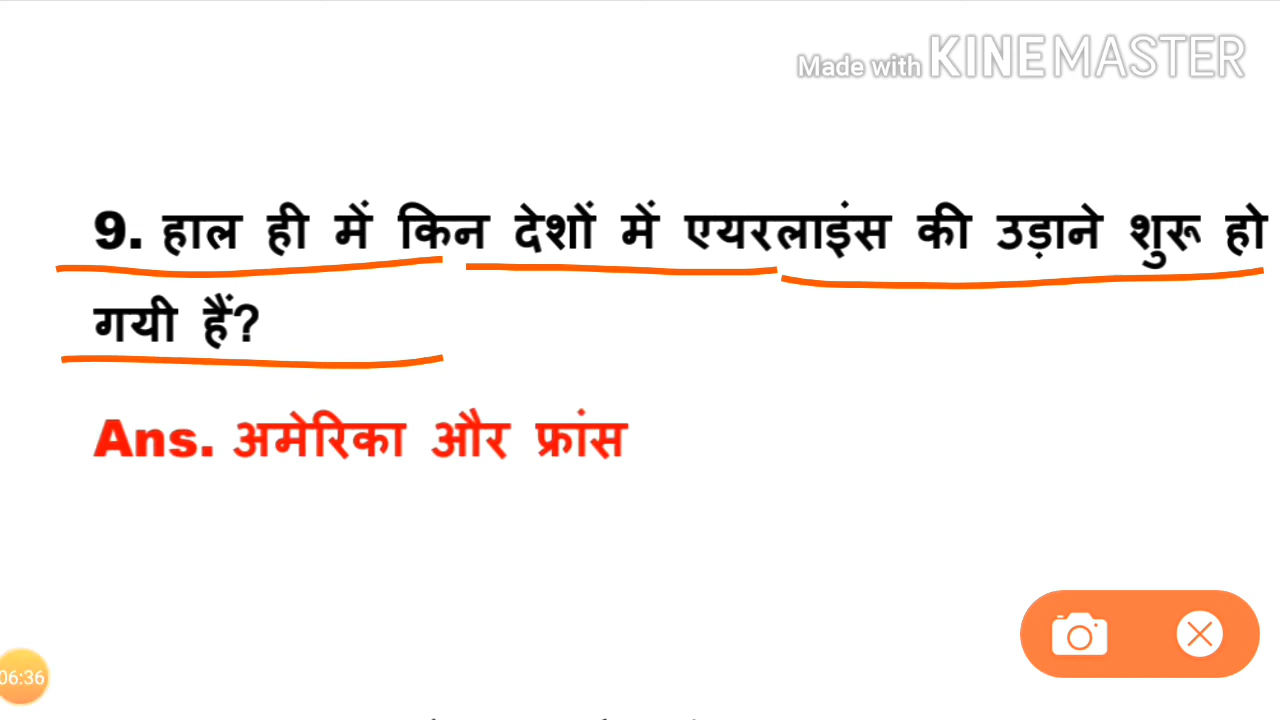 Made with KINEMASTER
9. हाल ही में किन देशों में एयरलाइंस की उड़ाने शुरू हो
गयी हैं?
Ans. अमेरिका और फ्रांस
06:36